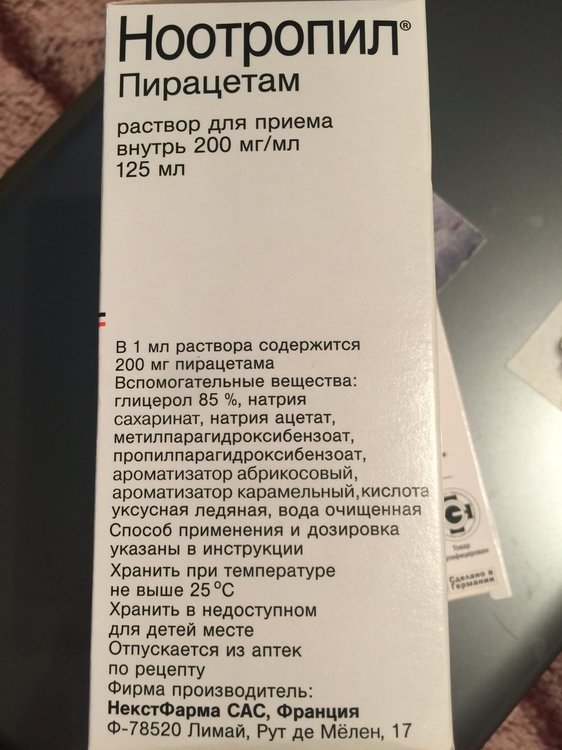 Ноотропил®
Пирацетам
раствор для приема
внутрь 200 мг/мл
125 мл
В 1 мл раствора содержится
200 мг пирацетама
Вспомогательные вещества:
глицерол 85 %, натрия
сахаринат, натрия ацетат,
метилпарагидроксибензоат,
пропилпарагидроксибензоат,
ароматизатор абрикосовый,
ароматизатор карамельный,кислота
уксусная ледяная, вода очищенная
Способ применения и дозировка
указаны в инструкции
Хранить при температуре
не выше 25 °С
Хранить в недоступном
для детей месте
Отпускается из аптек
по рецепту
Фирма производитель:
НекстФарма САС, Франция
Ф-78520 Лимай, Рут де Мёлен, 17
Товар
Сделано в
Германии